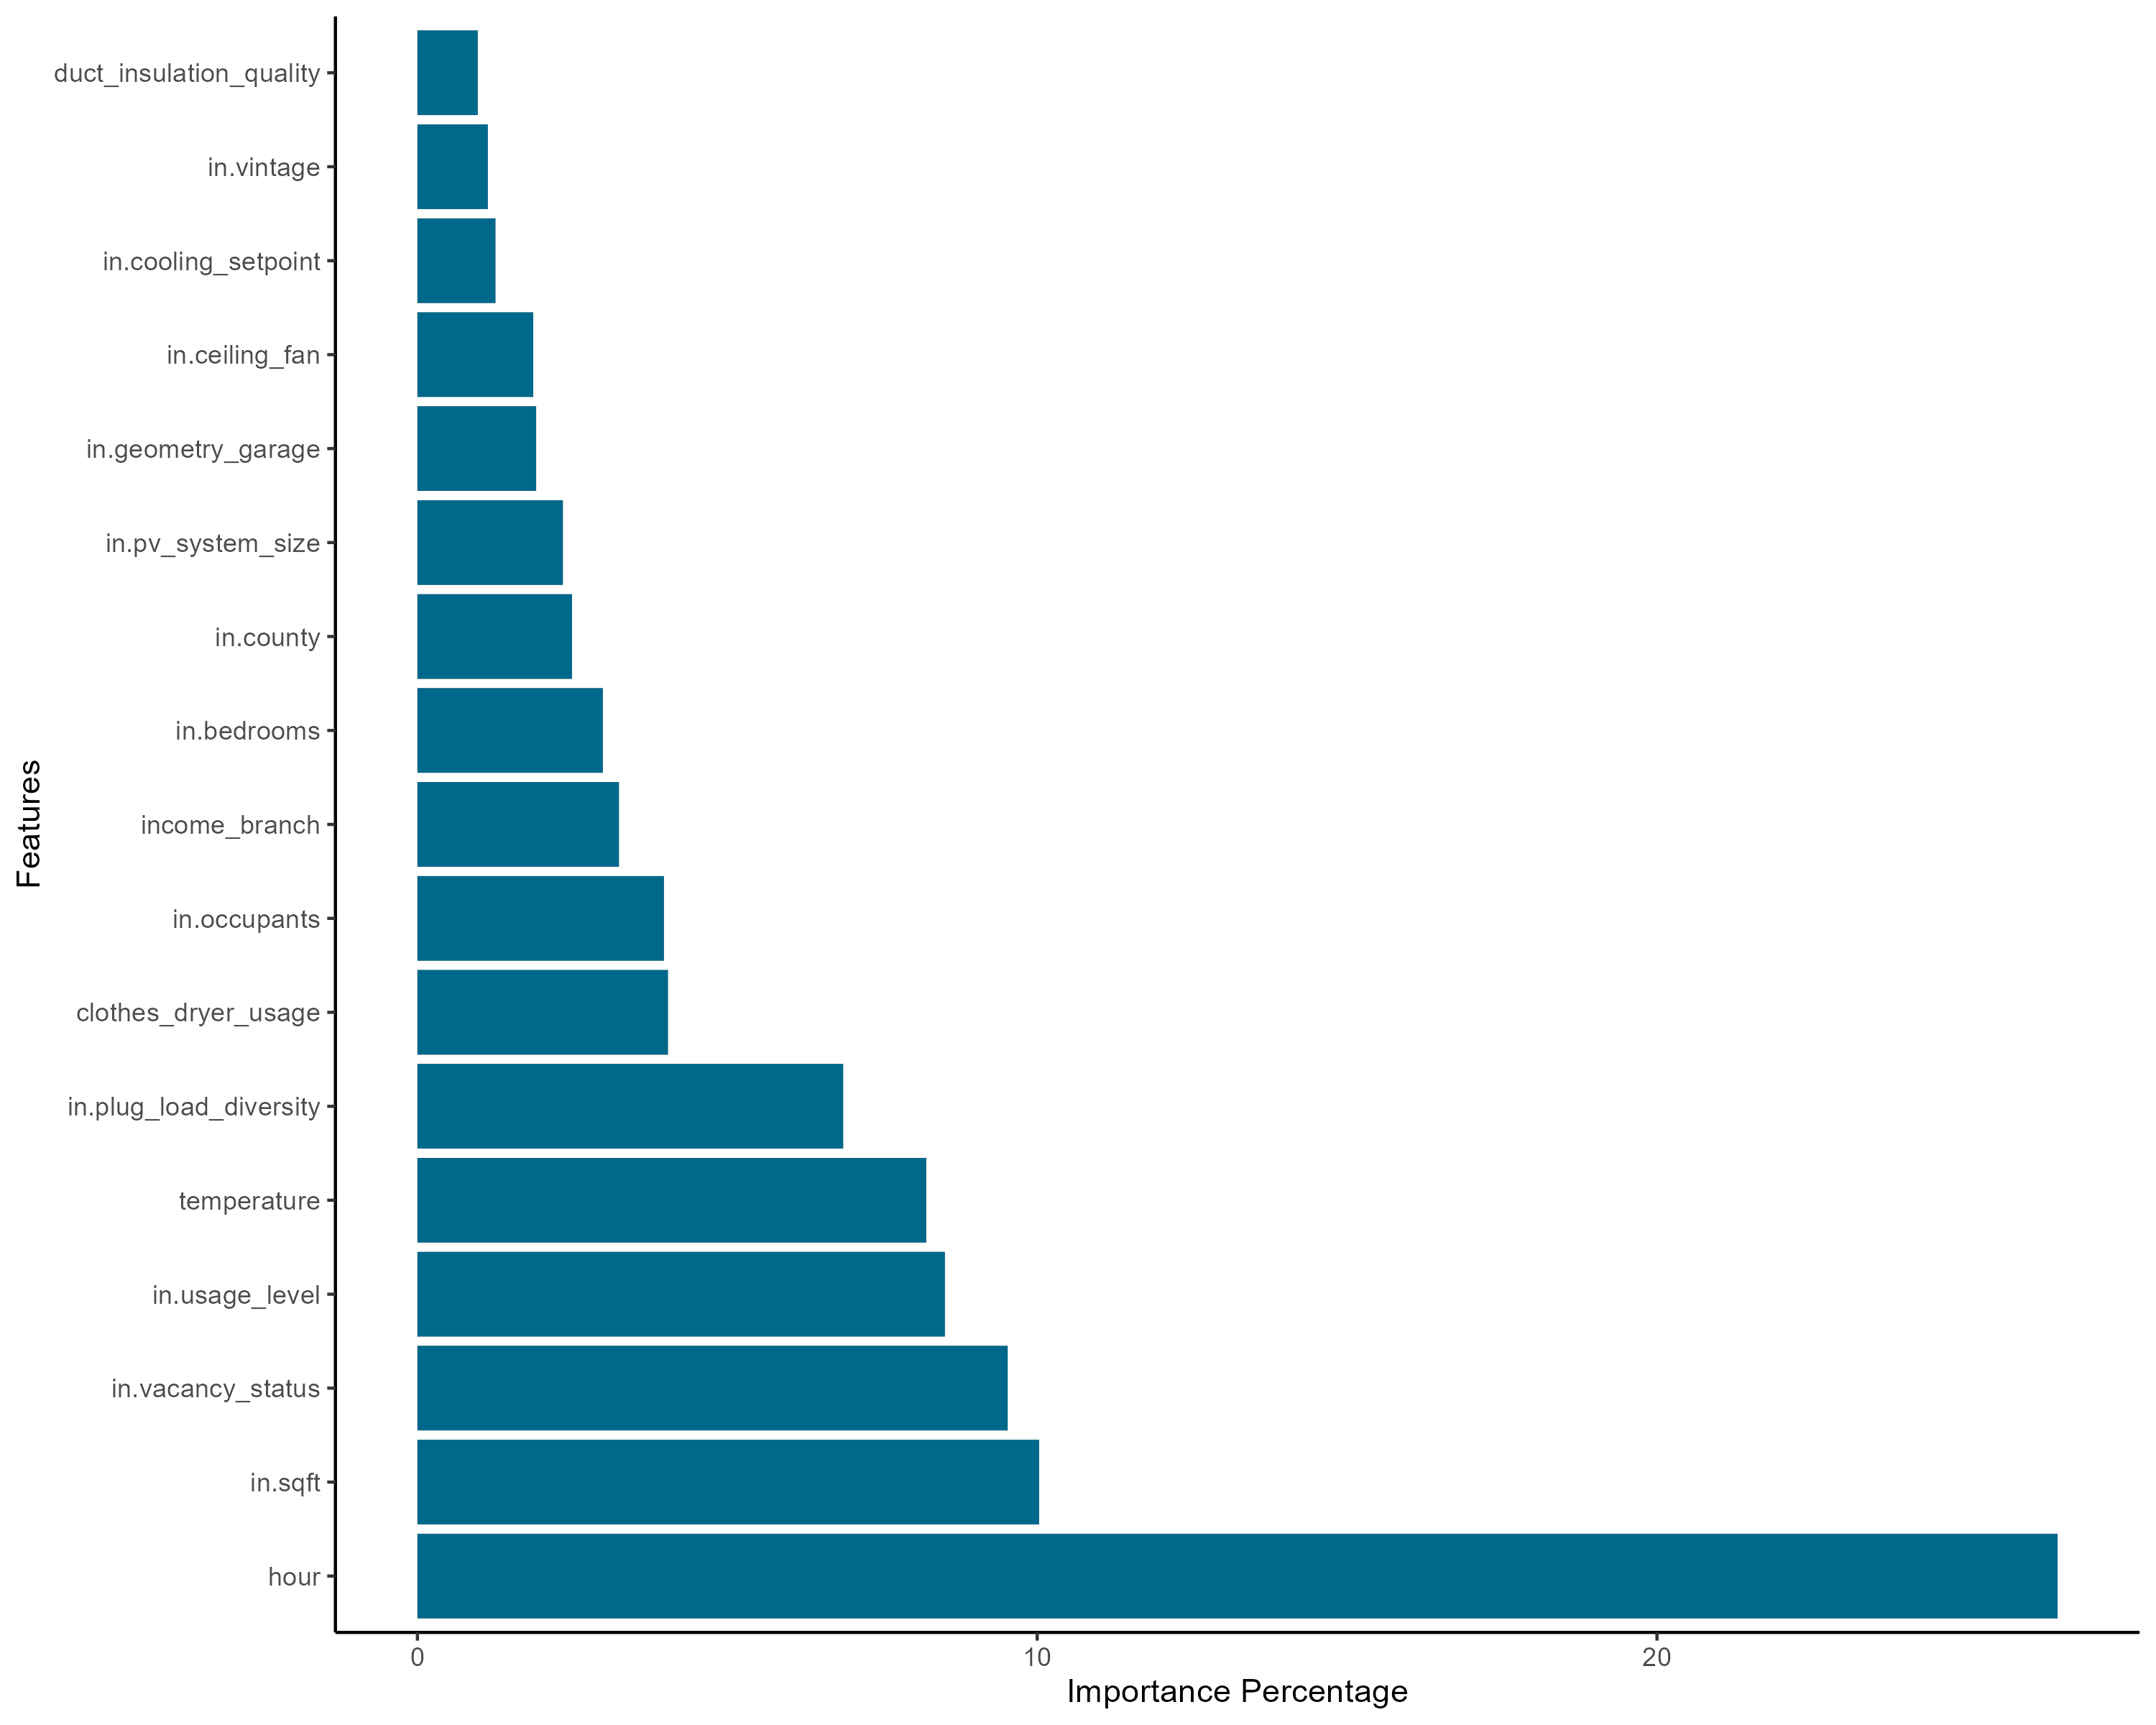 duct_insulation_quality
in.vintage
in.cooling_setpoint
in.ceiling_fan
in.geometry_garage
in.pv_system_size
in.county
in.bedrooms
income_branch
in.occupants
clothes_dryer_usage
in.plug_load_diversity
temperature
in.usage_level
in.vacancy_status
in.sqft
hour
Features
0 10 20
Importance Percentage